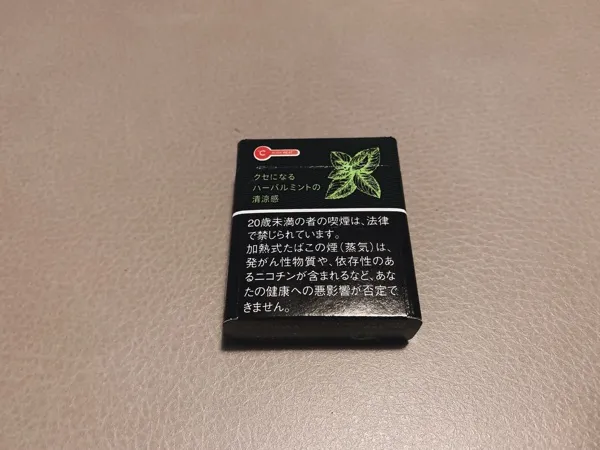 C
クセになる
ハーバルミントの
清涼感
20歳未満の者の喫煙は、法律
で禁じられています。
加熱式たばこの煙(蒸気)は、
発がん性物質や、依存性のあ
るニコチンが含まれるなど、あな
たの健康への悪影響が否定で
きません。